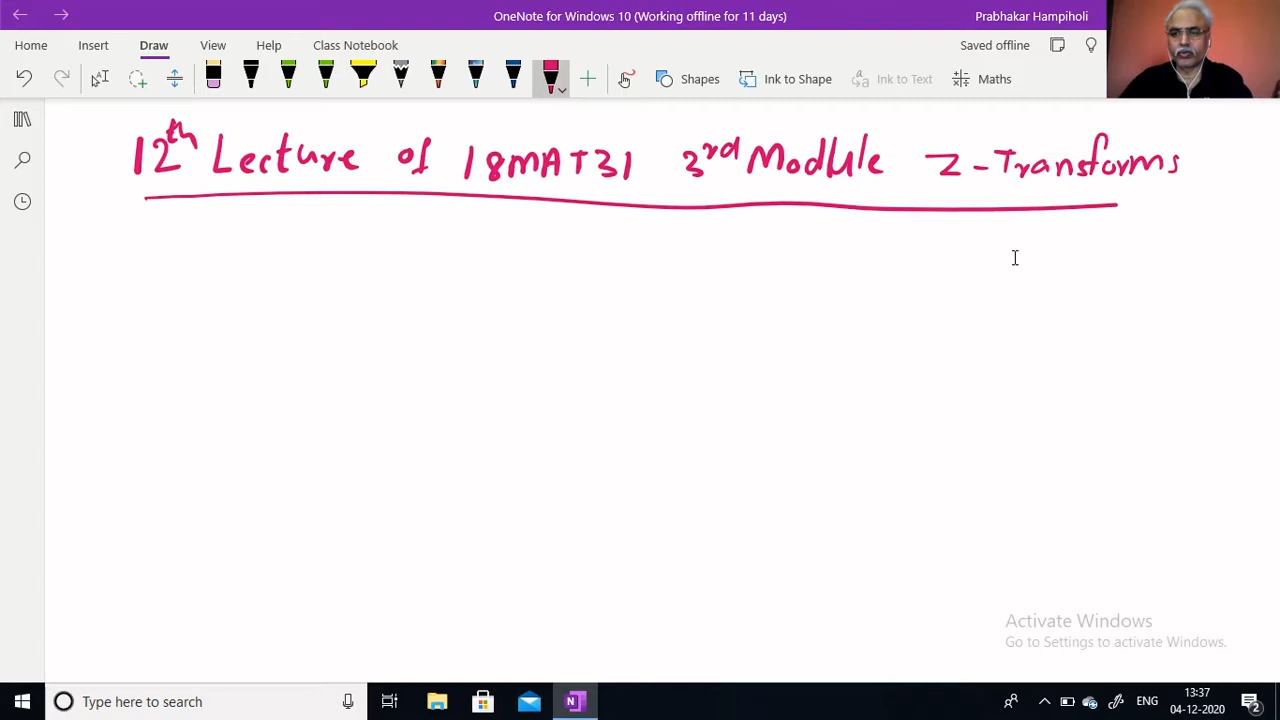 OneNote for Windows 10 (Working offline for 11 days)
Prabhakar Hampiholi
Home Insert Draw View Help Class Notebook Saved offline
Shapes Ink to Shape Ink to Text Maths
12th Lecture of 18MAT31 3rd Module Z-Transforms
Activate Windows
Go to Settings to activate Windows.
Type here to search
ENG
13:37
04-12-2020
2